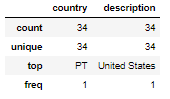 country description
count 34 34
unique 34 34
top PT United States
freq 1 1